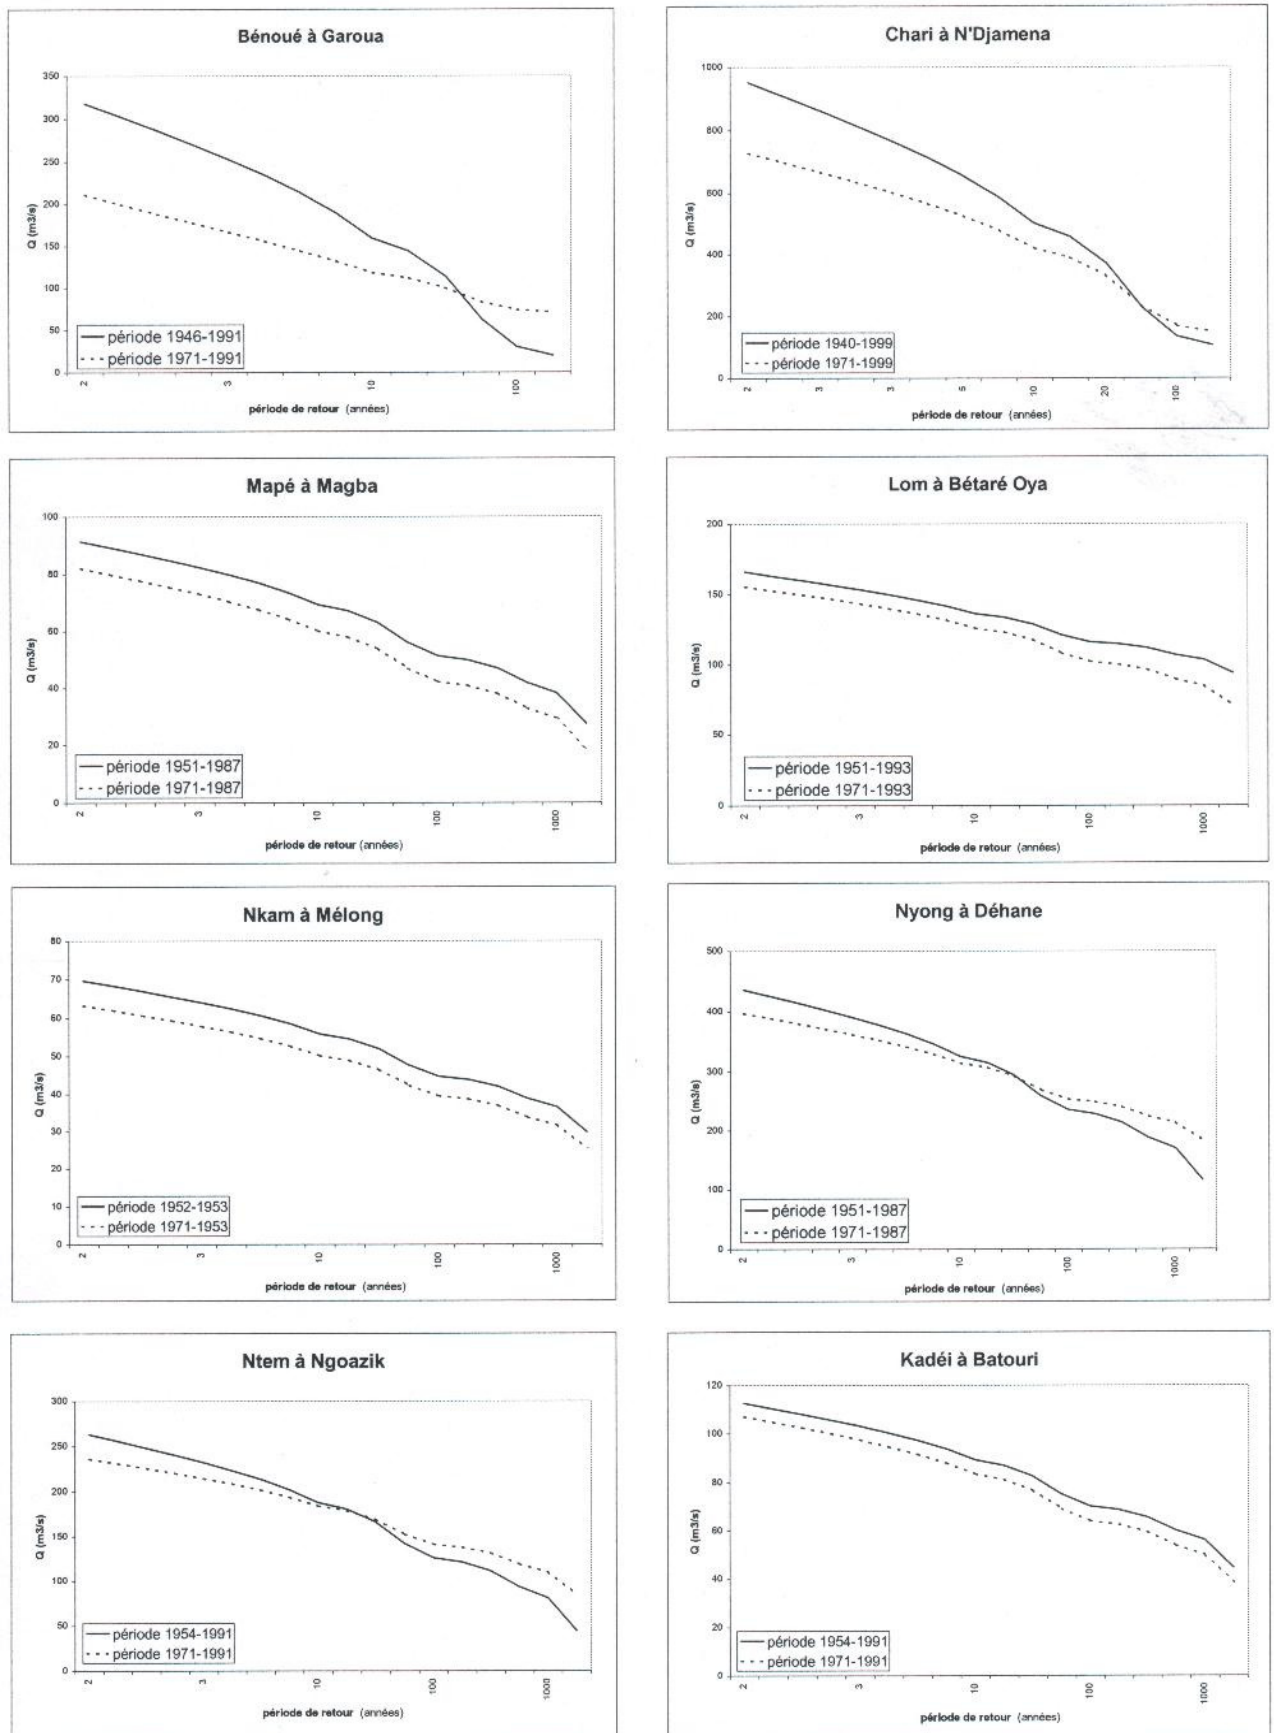 Bénoué à Garoua
Q (m3/s)
350
300
250
200
150
100
50
0
période 1946-1991
période 1971-1991
2
3
10
100
période de retour (années)
Chari à N'Djamena
Q (m3/s)
1000
800
600
400
200
0
période 1940-1999
période 1971-1999
2
3
3
5
10
20
100
période de retour (années)
Mapé à Magba
Q (m3/s)
100
80
60
40
20
0
période 1951-1987
période 1971-1987
2
3
10
100
1000
période de retour (années)
Lom à Bétaré Oya
Q (m3/s)
200
150
100
50
0
période 1951-1993
période 1971-1993
2
3
10
100
1000
période de retour (années)
Nkam à Mélong
Q (m3/s)
80
70
60
50
40
30
20
10
0
période 1952-1953
période 1971-1953
2
3
10
100
1000
période de retour (années)
Nyong à Déhane
Q (m3/s)
500
400
300
200
100
0
période 1951-1987
période 1971-1987
2
3
10
100
1000
période de retour (années)
Ntem à Ngoazik
Q (m3/s)
300
250
200
150
100
50
0
période 1954-1991
période 1971-1991
2
3
10
100
1000
période de retour (années)
Kadéi à Batouri
Q (m3/s)
120
100
80
60
40
20
0
période 1954-1991
période 1971-1991
2
3
10
100
1000
période de retour (années)